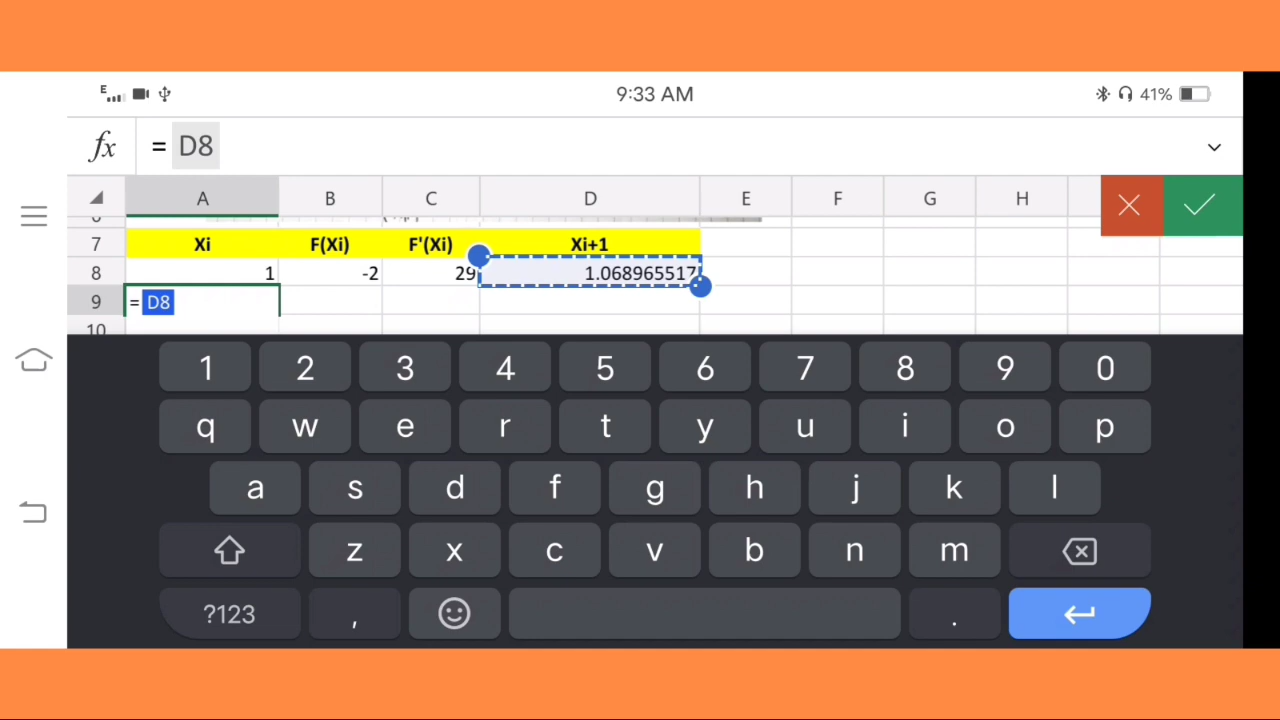 E 9:33 AM 41%
fx = D8
A B C D E F G H
7 Xi F(Xi) F'(Xi) Xi+1
8 1 -2 29 1.068965517
9 = D8
10
1 2 3 4 5 6 7 8 9 0
q w e r t y u i o p
a s d f g h j k l
z x c v b n m
?123 , .